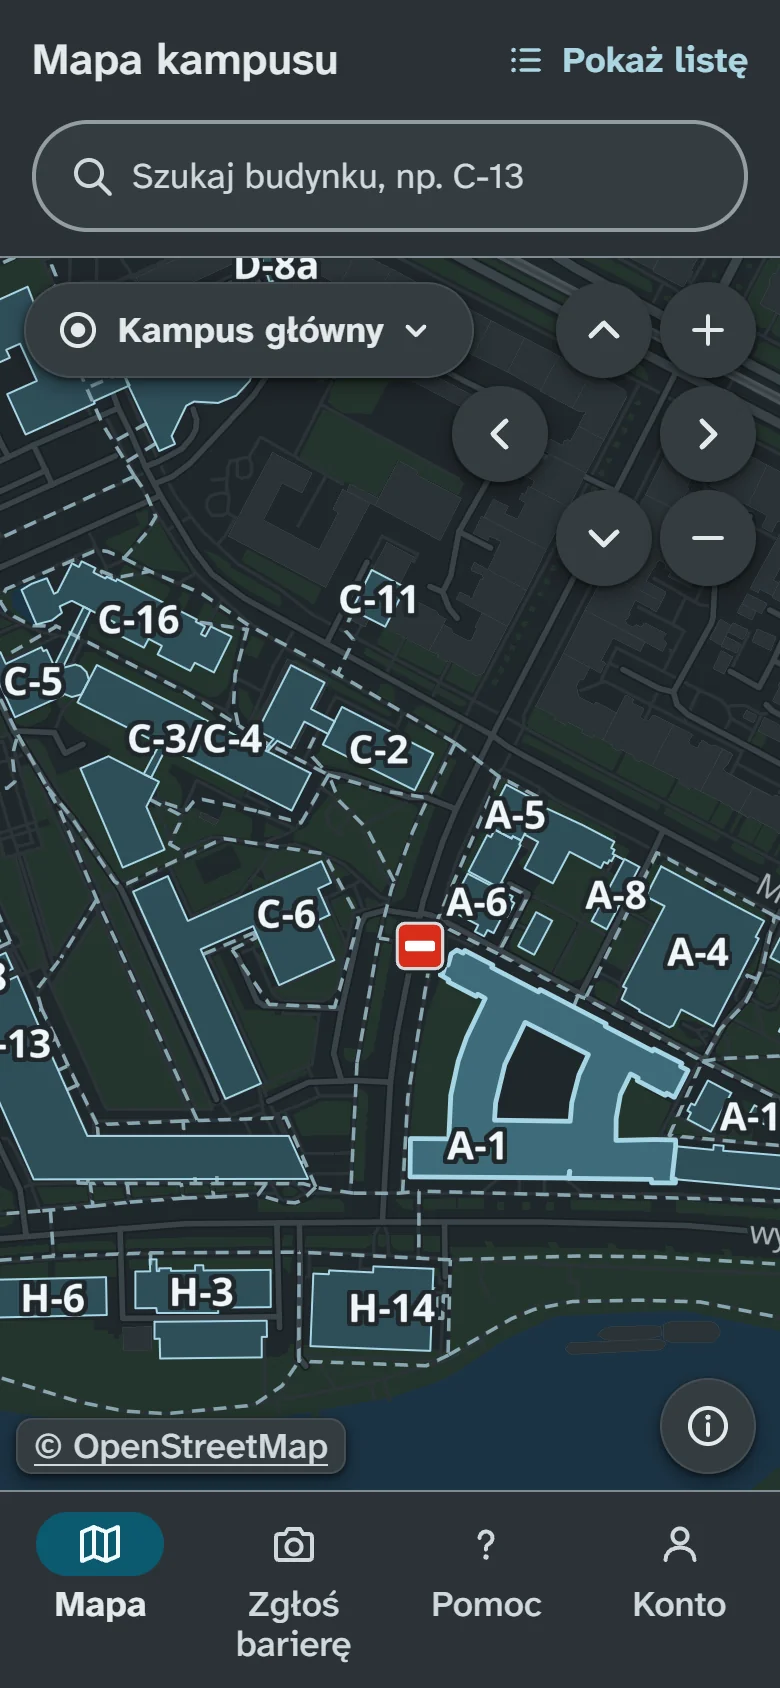 Mapa kampusu
Pokaż listę
Szukaj budynku, np. C-13
D-8a
Kampus główny
C-11
C-16
C-5
C-3/C-4
C-2
A-5
A-6
A-8
C-6
A-4
-13
A-1
A-1
wy
H-6
H-3
H-14
© OpenStreetMap
Mapa
Zgłoś
barierę
Pomoc
Konto